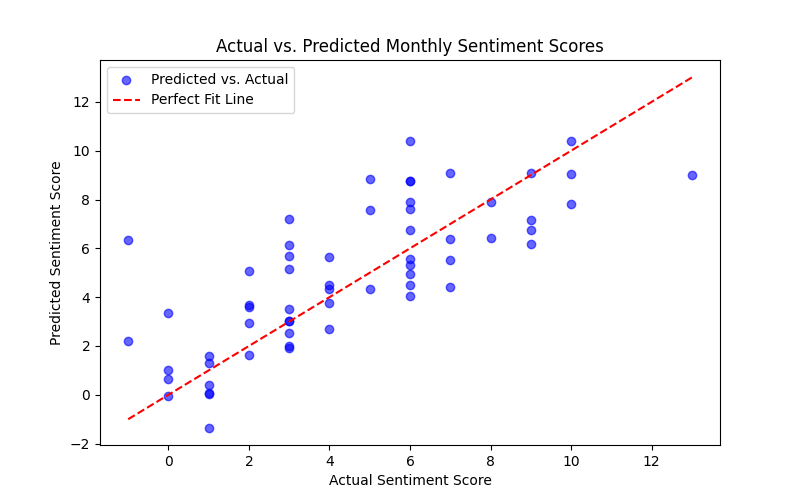 Actual vs. Predicted Monthly Sentiment Scores
Predicted vs. Actual
Perfect Fit Line
Predicted Sentiment Score
12
10
8
6
4
2
0
−2
0 2 4 6 8 10 12
Actual Sentiment Score